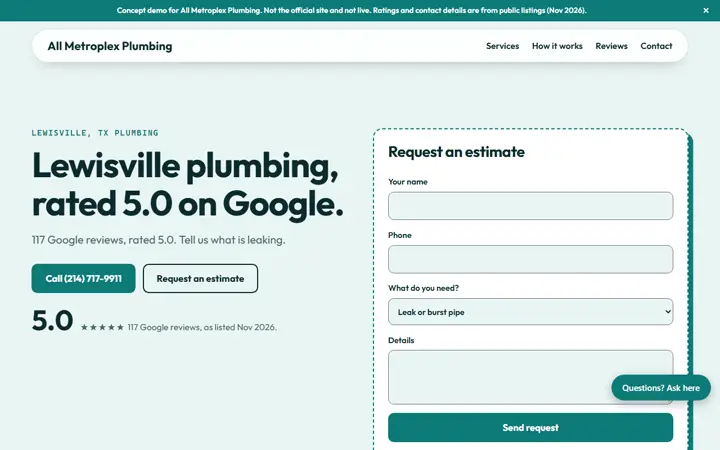 Concept demo for All Metroplex Plumbing. Not the official site and not live. Ratings and contact details are from public listings (Nov 2026). ×
All Metroplex Plumbing
Services How it works Reviews Contact
LEWISVILLE, TX PLUMBING
Lewisville plumbing,
rated 5.0 on Google.
117 Google reviews, rated 5.0. Tell us what is leaking.
Call (214) 717-9911
Request an estimate
5.0 ★★★★★ 117 Google reviews, as listed Nov 2026.
Request an estimate
Your name
Phone
What do you need?
Leak or burst pipe
Details
Questions? Ask here
Send request